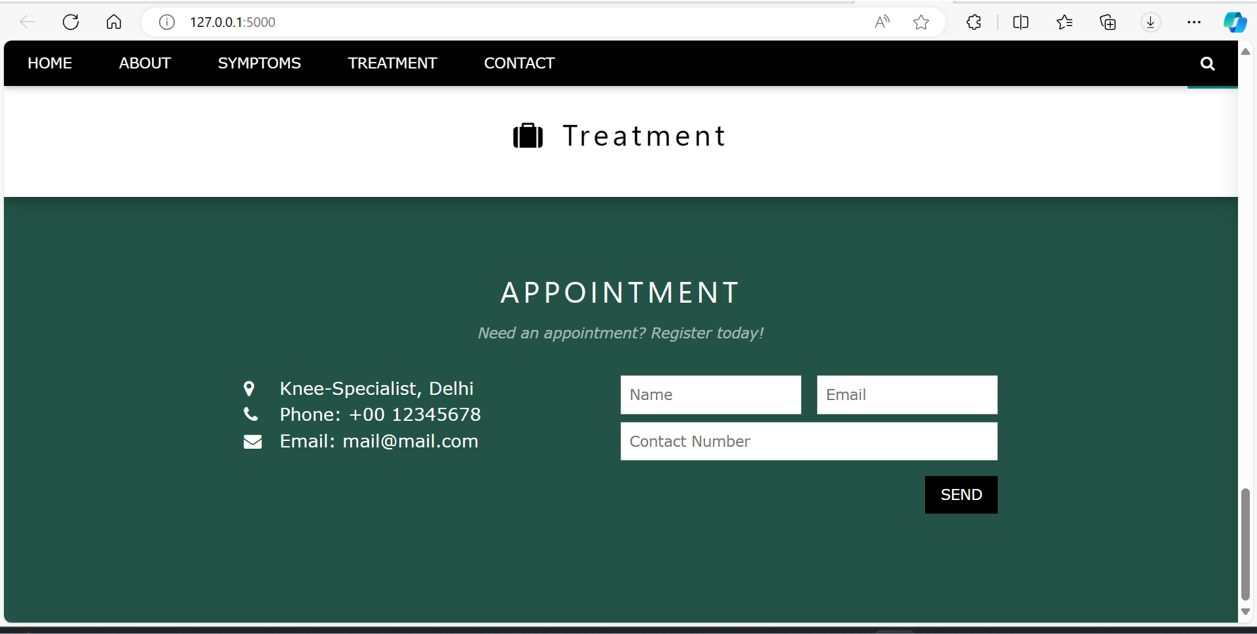 127.0.0.1:5000
HOME ABOUT SYMPTOMS TREATMENT CONTACT
Treatment
APPOINTMENT
Need an appointment? Register today!
Knee-Specialist, Delhi
Phone: +00 12345678
Email: mail@mail.com
Name Email
Contact Number
SEND